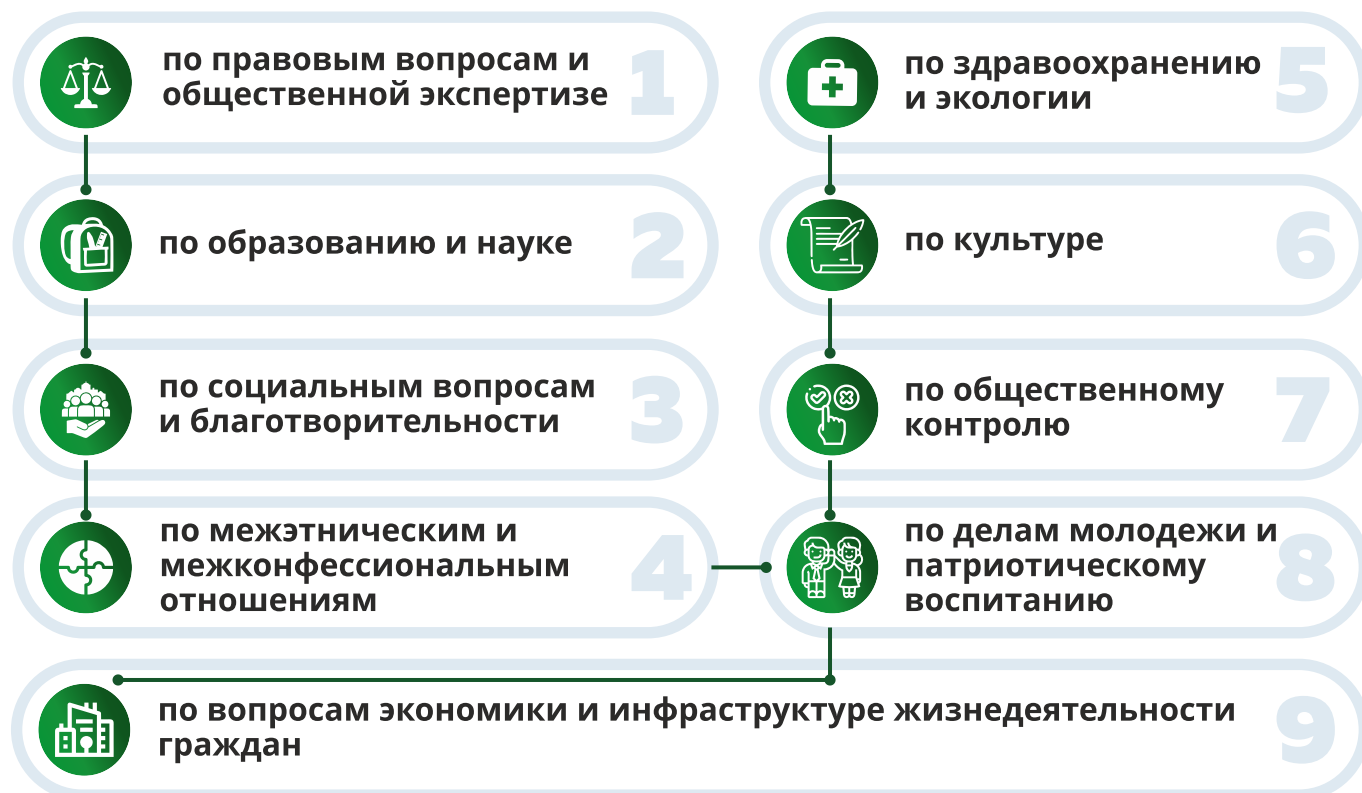 по правовым вопросам и
общественной экспертизе
1
по образованию и науке
2
по социальным вопросам
и благотворительности
3
по межэтническим и
межконфессиональным
отношениям
4
по здравоохранению
и экологии
5
по культуре
6
по общественному
контролю
7
по делам молодежи и
патриотическому
воспитанию
8
по вопросам экономики и инфраструктуре жизнедеятельности
граждан
9